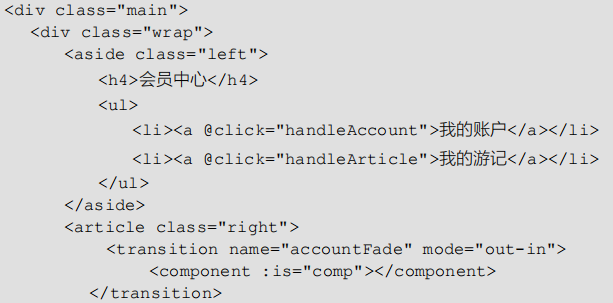 <div class="main">
<div class="wrap">
<aside class="left">
<h4>会员中心</h4>
<ul>
<li><a @click="handleAccount">我的账户</a></li>
<li><a @click="handleArticle">我的游记</a></li>
</ul>
</aside>
<article class="right">
<transition name="accountFade" mode="out-in">
<component :is="comp"></component>
</transition>